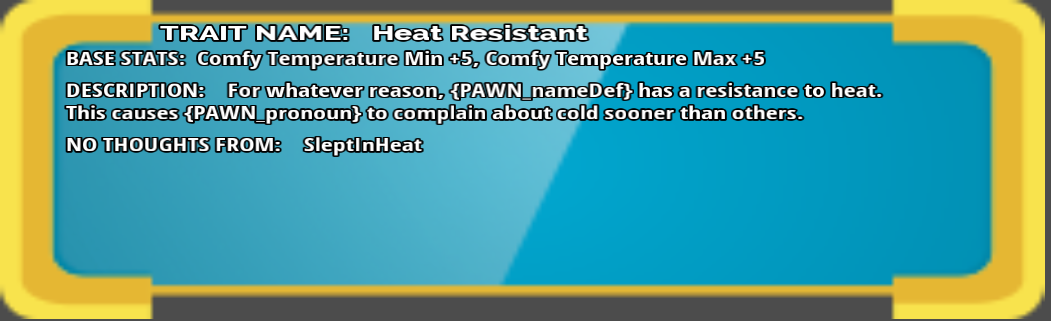 TRAIT NAME: Heat Resistant
BASE STATS: Comfy Temperature Min +5, Comfy Temperature Max +5
DESCRIPTION: For whatever reason, {PAWN_nameDef} has a resistance to heat.
This causes {PAWN_pronoun} to complain about cold sooner than others.
NO THOUGHTS FROM: SleptInHeat